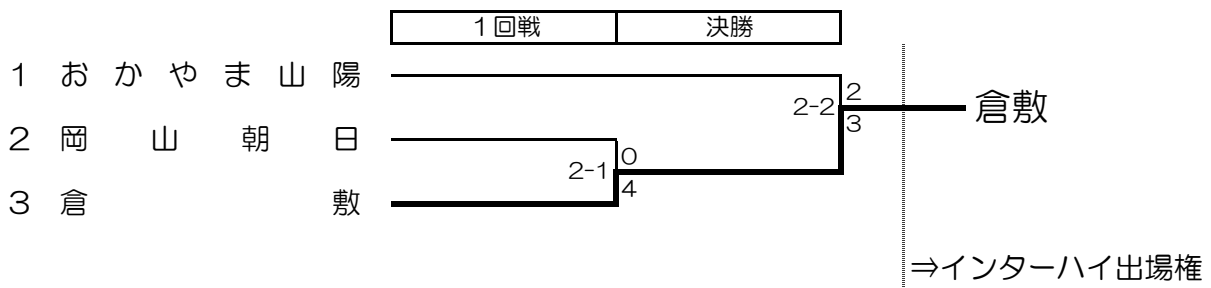 1回戦 決勝
1 おかやま山陽
2 2-2 倉敷
3
2 岡山朝日
0 2-1
4
3 倉敷
⇒インターハイ出場権